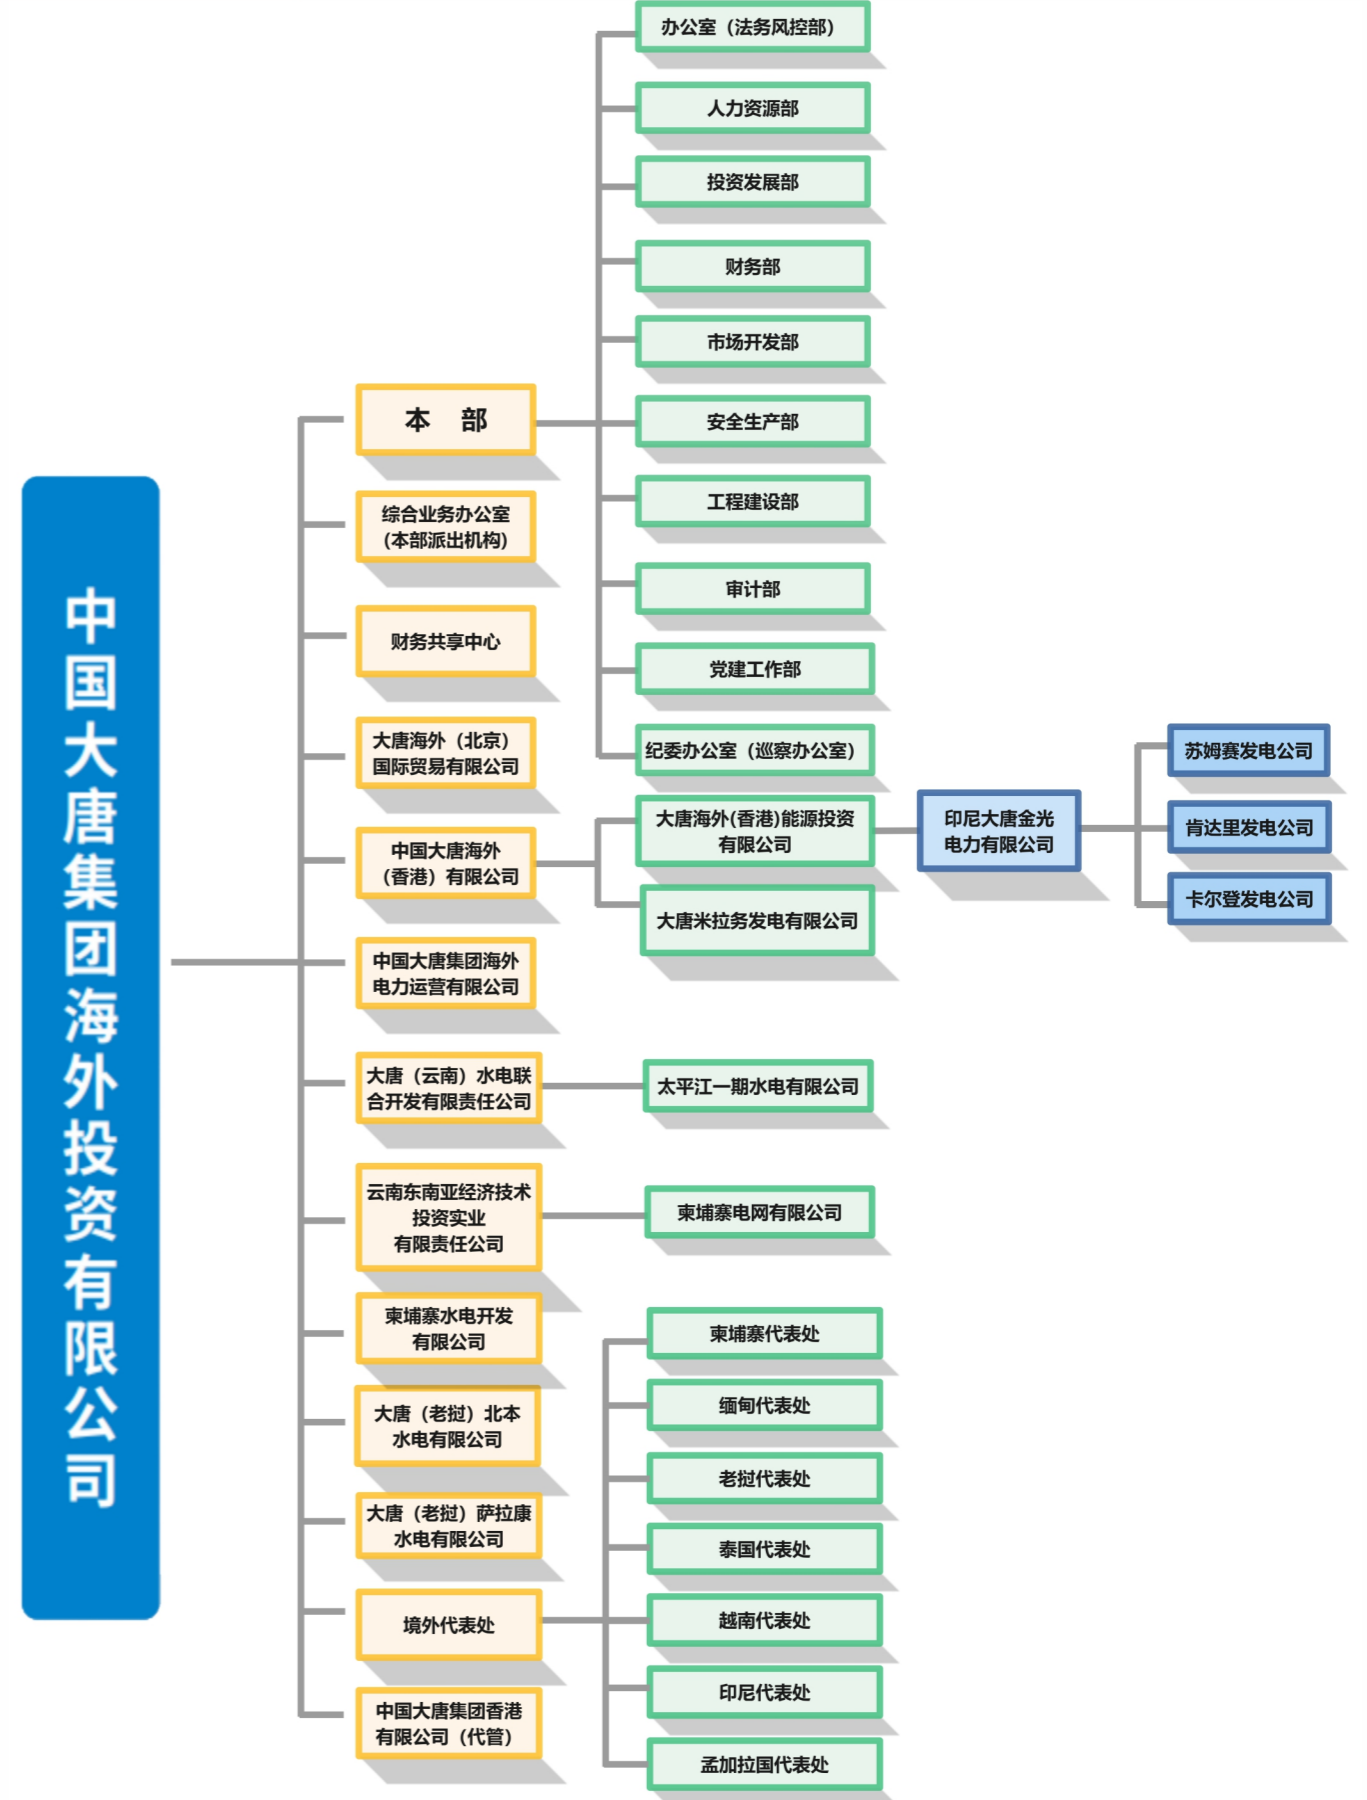 中国大唐集团海外投资有限公司
本 部
办公室（法务风控部）
人力资源部
投资发展部
财务部
市场开发部
安全生产部
工程建设部
审计部
党建工作部
纪委办公室（巡察办公室）
综合业务办公室
(本部派出机构)
财务共享中心
大唐海外（北京）
国际贸易有限公司
中国大唐海外
（香港）有限公司
大唐海外(香港)能源投资
有限公司
印尼大唐金光
电力有限公司
苏姆赛发电公司
肯达里发电公司
卡尔登发电公司
大唐米拉务发电有限公司
中国大唐集团海外
电力运营有限公司
大唐（云南）水电联
合开发有限责任公司
太平江一期水电有限公司
云南东南亚经济技术
投资实业
有限责任公司
柬埔寨电网有限公司
柬埔寨水电开发
有限公司
大唐（老挝）北本
水电有限公司
大唐（老挝）萨拉康
水电有限公司
境外代表处
柬埔寨代表处
缅甸代表处
老挝代表处
泰国代表处
越南代表处
印尼代表处
孟加拉国代表处
中国大唐集团香港
有限公司（代管）